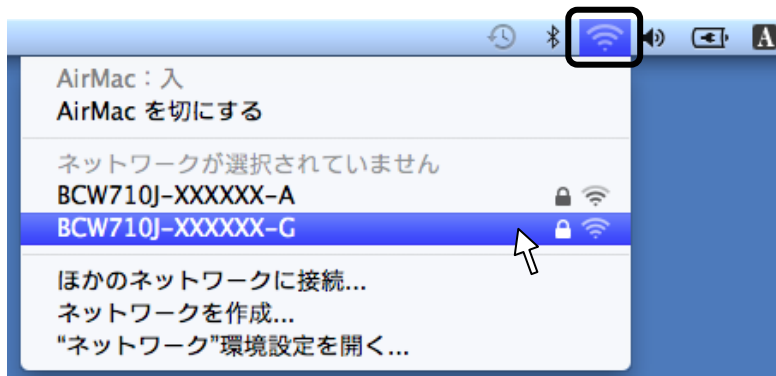 A
AirMac：入
AirMac を切にする
ネットワークが選択されていません
BCW710J-XXXXXX-A
BCW710J-XXXXXX-G
ほかのネットワークに接続...
ネットワークを作成...
“ネットワーク”環境設定を開く...